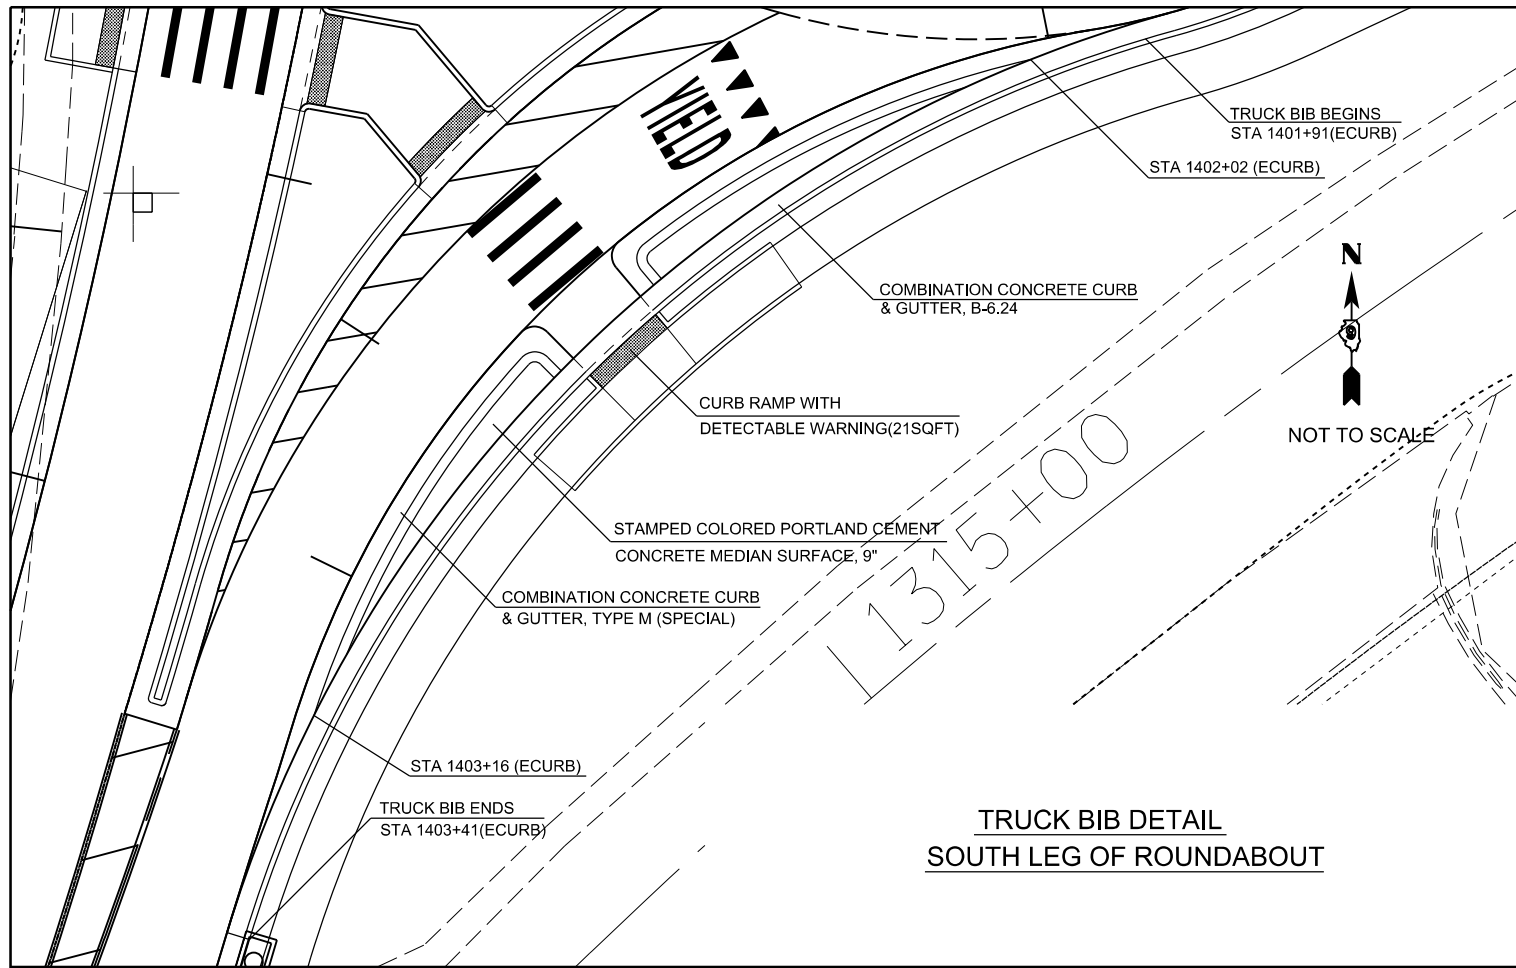 YIELD
TRUCK BIB BEGINS
STA 1401+91(ECURB)
STA 1402+02 (ECURB)
N
COMBINATION CONCRETE CURB
& GUTTER, B-6.24
CURB RAMP WITH
DETECTABLE WARNING(21SQFT)
NOT TO SCALE
1315+00
STAMPED COLORED PORTLAND CEMENT
CONCRETE MEDIAN SURFACE, 9"
COMBINATION CONCRETE CURB
& GUTTER, TYPE M (SPECIAL)
STA 1403+16 (ECURB)
TRUCK BIB ENDS
STA 1403+41(ECURB)
TRUCK BIB DETAIL
SOUTH LEG OF ROUNDABOUT